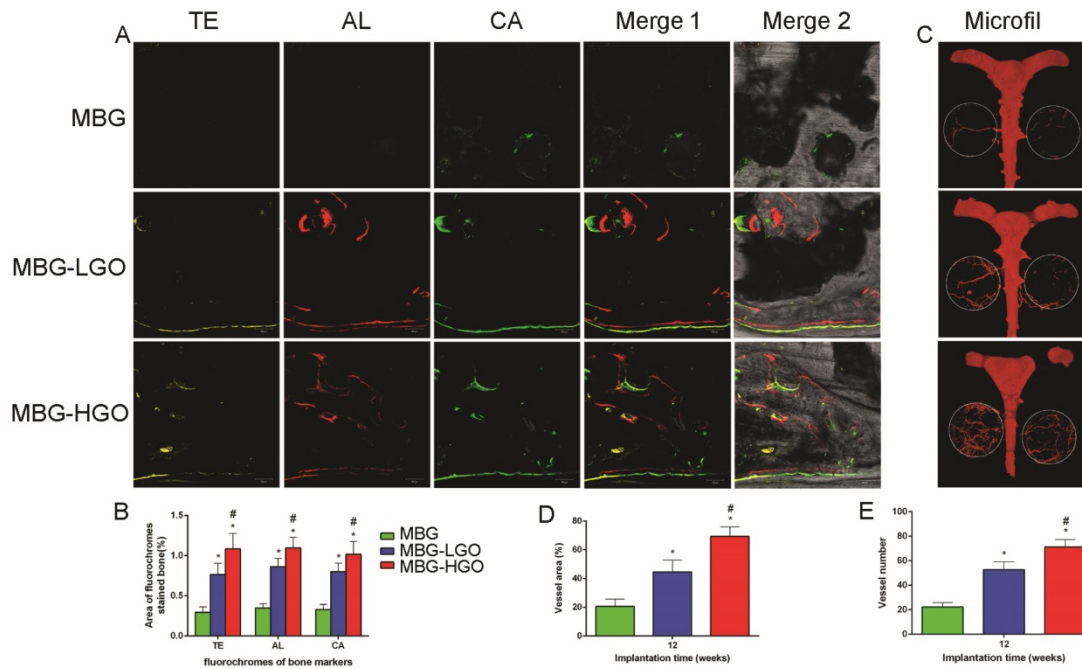 A
TE
AL
CA
Merge 1
Merge 2
C
Microfil
MBG
MBG-LGO
MBG-HGO
B
Area of fluorochromes
stained bone(%)
1.5
1.0
0.5
0.0
*
#
*
*
#
*
*
#
*
TE
AL
CA
fluorochromes of bone markers
MBG
MBG-LGO
MBG-HGO
D
Vessel area (%)
80
60
40
20
0
*
#
*
12
Implantation time (weeks)
E
Vessel number
100
80
60
40
20
0
*
#
*
12
Implantation time (weeks)